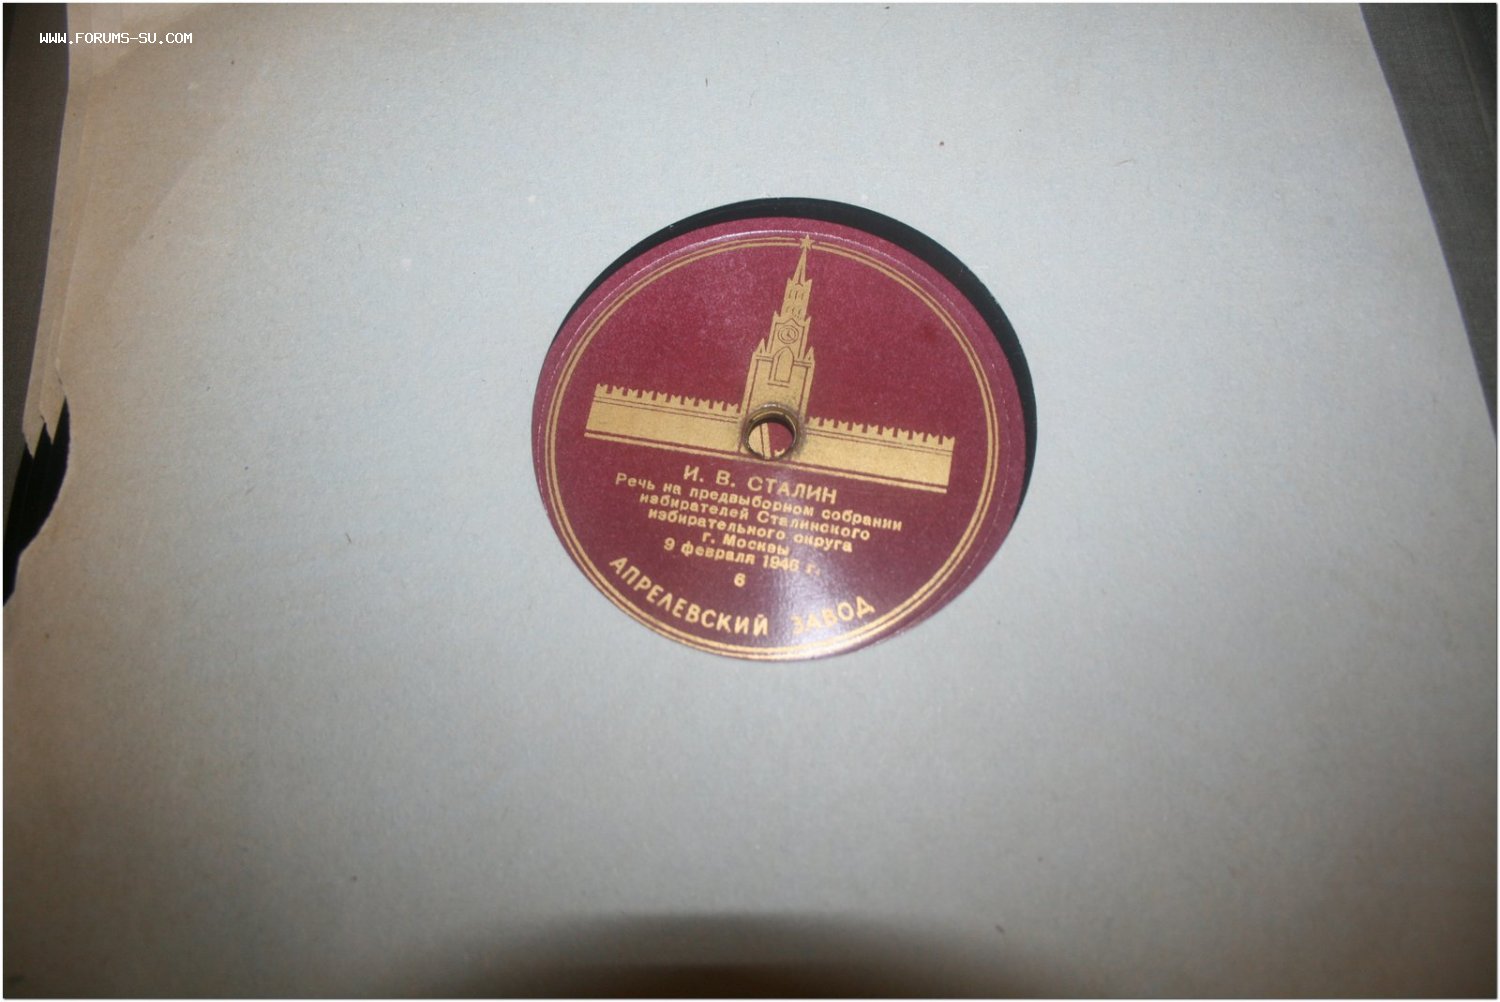 WWW.FORUMS-SU.COM
И. В. СТАЛИН
Речь на предвыборном собрании
избирателей Сталинского
избирательного округа
г. Москвы
9 февраля 1946 г.
6
АПРЕЛЕВСКИЙ ЗАВОД